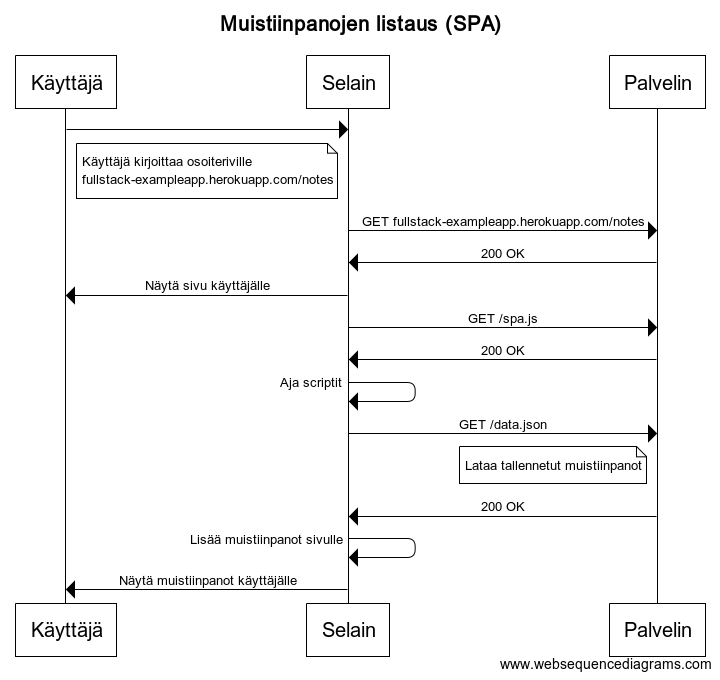 Muistiinpanojen listaus (SPA)
Käyttäjä
Selain
Palvelin
Käyttäjä kirjoittaa osoiteriville
fullstack-exampleapp.herokuapp.com/notes
GET fullstack-exampleapp.herokuapp.com/notes
200 OK
Näytä sivu käyttäjälle
GET /spa.js
200 OK
Aja scriptit
GET /data.json
Lataa tallennetut muistiinpanot
200 OK
Lisää muistiinpanot sivulle
Näytä muistiinpanot käyttäjälle
Käyttäjä
Selain
Palvelin
www.websequencediagrams.com